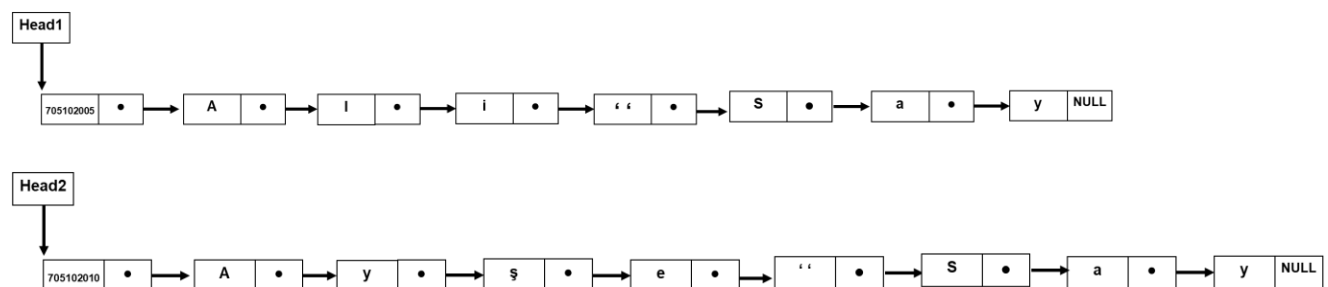 Head1
705102005 • A • l • i • ‘ ‘ • S • a • y NULL
Head2
705102010 • A • y • ş • e • ‘ ‘ • S • a • y NULL